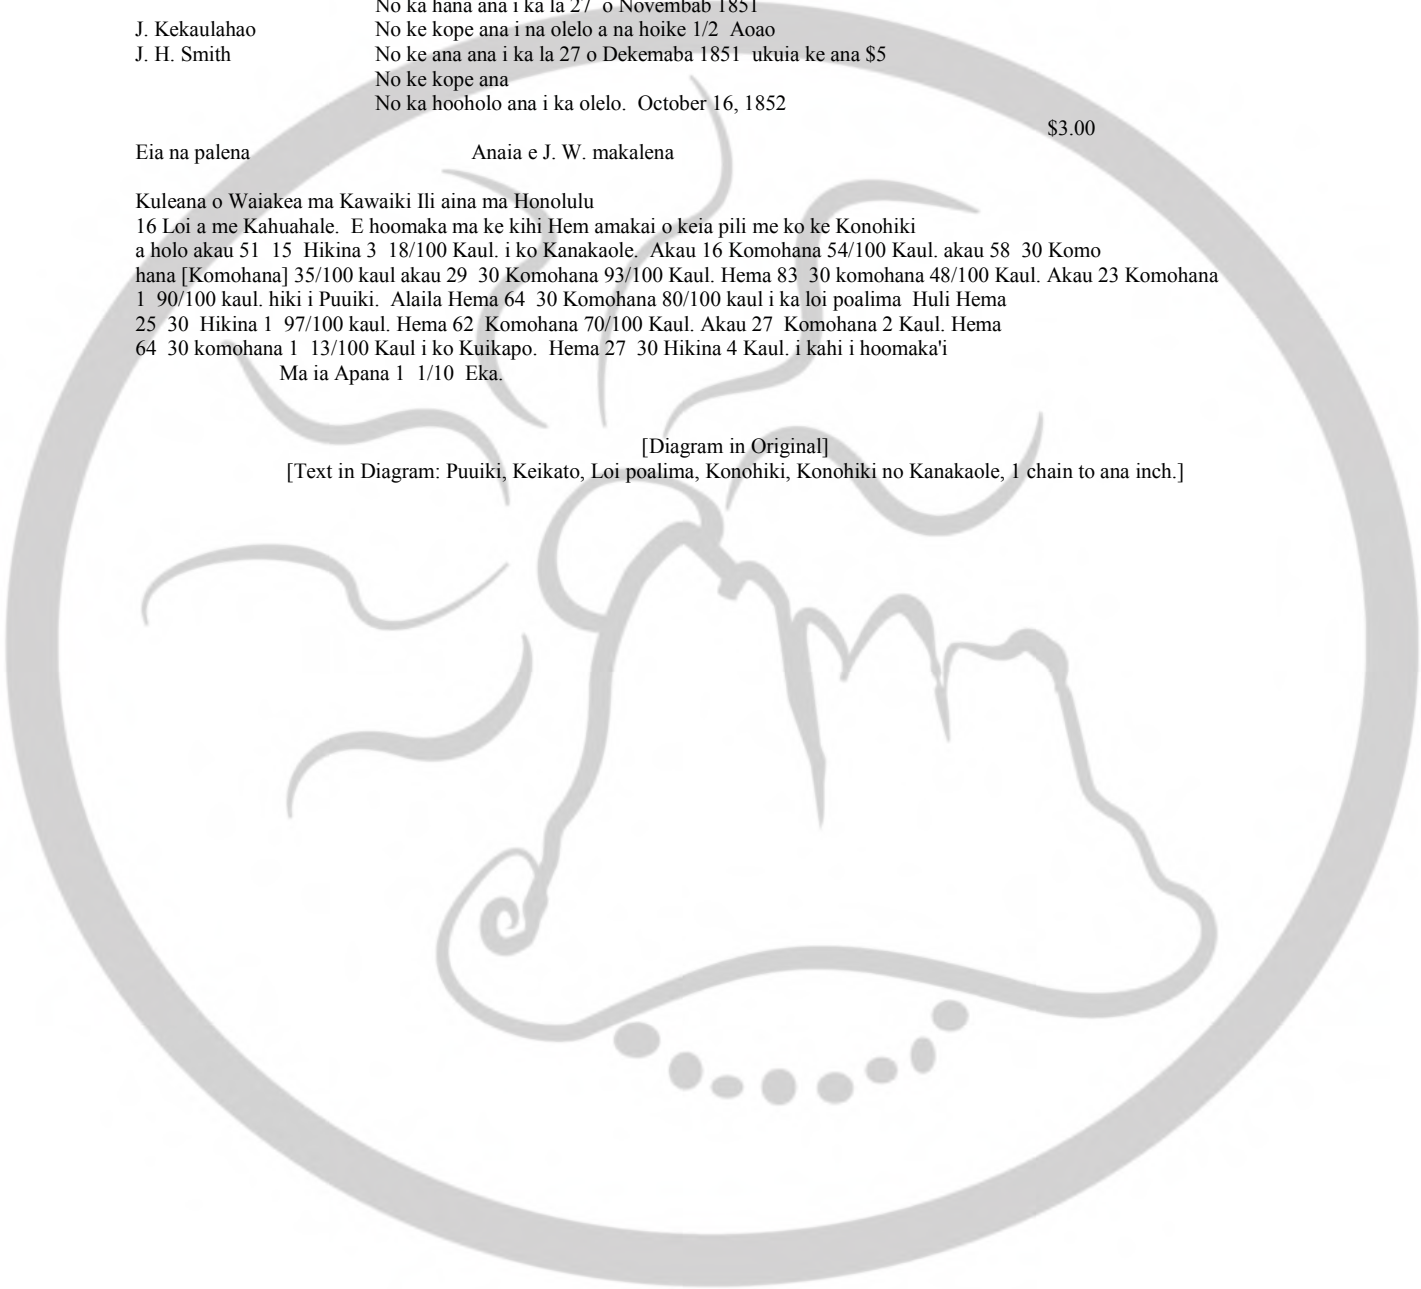 No ka hana ana i ka la 27 o Novembab 1851
J. Kekaulahao No ke kope ana i na olelo a na hoike 1/2 Aoao
J. H. Smith No ke ana ana i ka la 27 o Dekemaba 1851 ukuia ke ana $5
No ke kope ana
No ka hooholo ana i ka olelo. October 16, 1852
$3.00
Eia na palena Anaia e J. W. makalena
Kuleana o Waiakea ma Kawaiki Ili aina ma Honolulu
16 Loi a me Kahuahale. E hoomaka ma ke kihi Hem amakai o keia pili me ko ke Konohiki
a holo akau 51 15 Hikina 3 18/100 Kaul. i ko Kanakaole. Akau 16 Komohana 54/100 Kaul. akau 58 30 Komo
hana [Komohana] 35/100 kaul akau 29 30 Komohana 93/100 Kaul. Hema 83 30 komohana 48/100 Kaul. Akau 23 Komohana
1 90/100 kaul. hiki i Puuiki. Alaila Hema 64 30 Komohana 80/100 kaul i ka loi poalima Huli Hema
25 30 Hikina 1 97/100 kaul. Hema 62 Komohana 70/100 Kaul. Akau 27 Komohana 2 Kaul. Hema
64 30 komohana 1 13/100 Kaul i ko Kuikapo. Hema 27 30 Hikina 4 Kaul. i kahi i hoomaka'i
Ma ia Apana 1 1/10 Eka.
[Diagram in Original]
[Text in Diagram: Puuiki, Keikato, Loi poalima, Konohiki, Konohiki no Kanakaole, 1 chain to ana inch.]